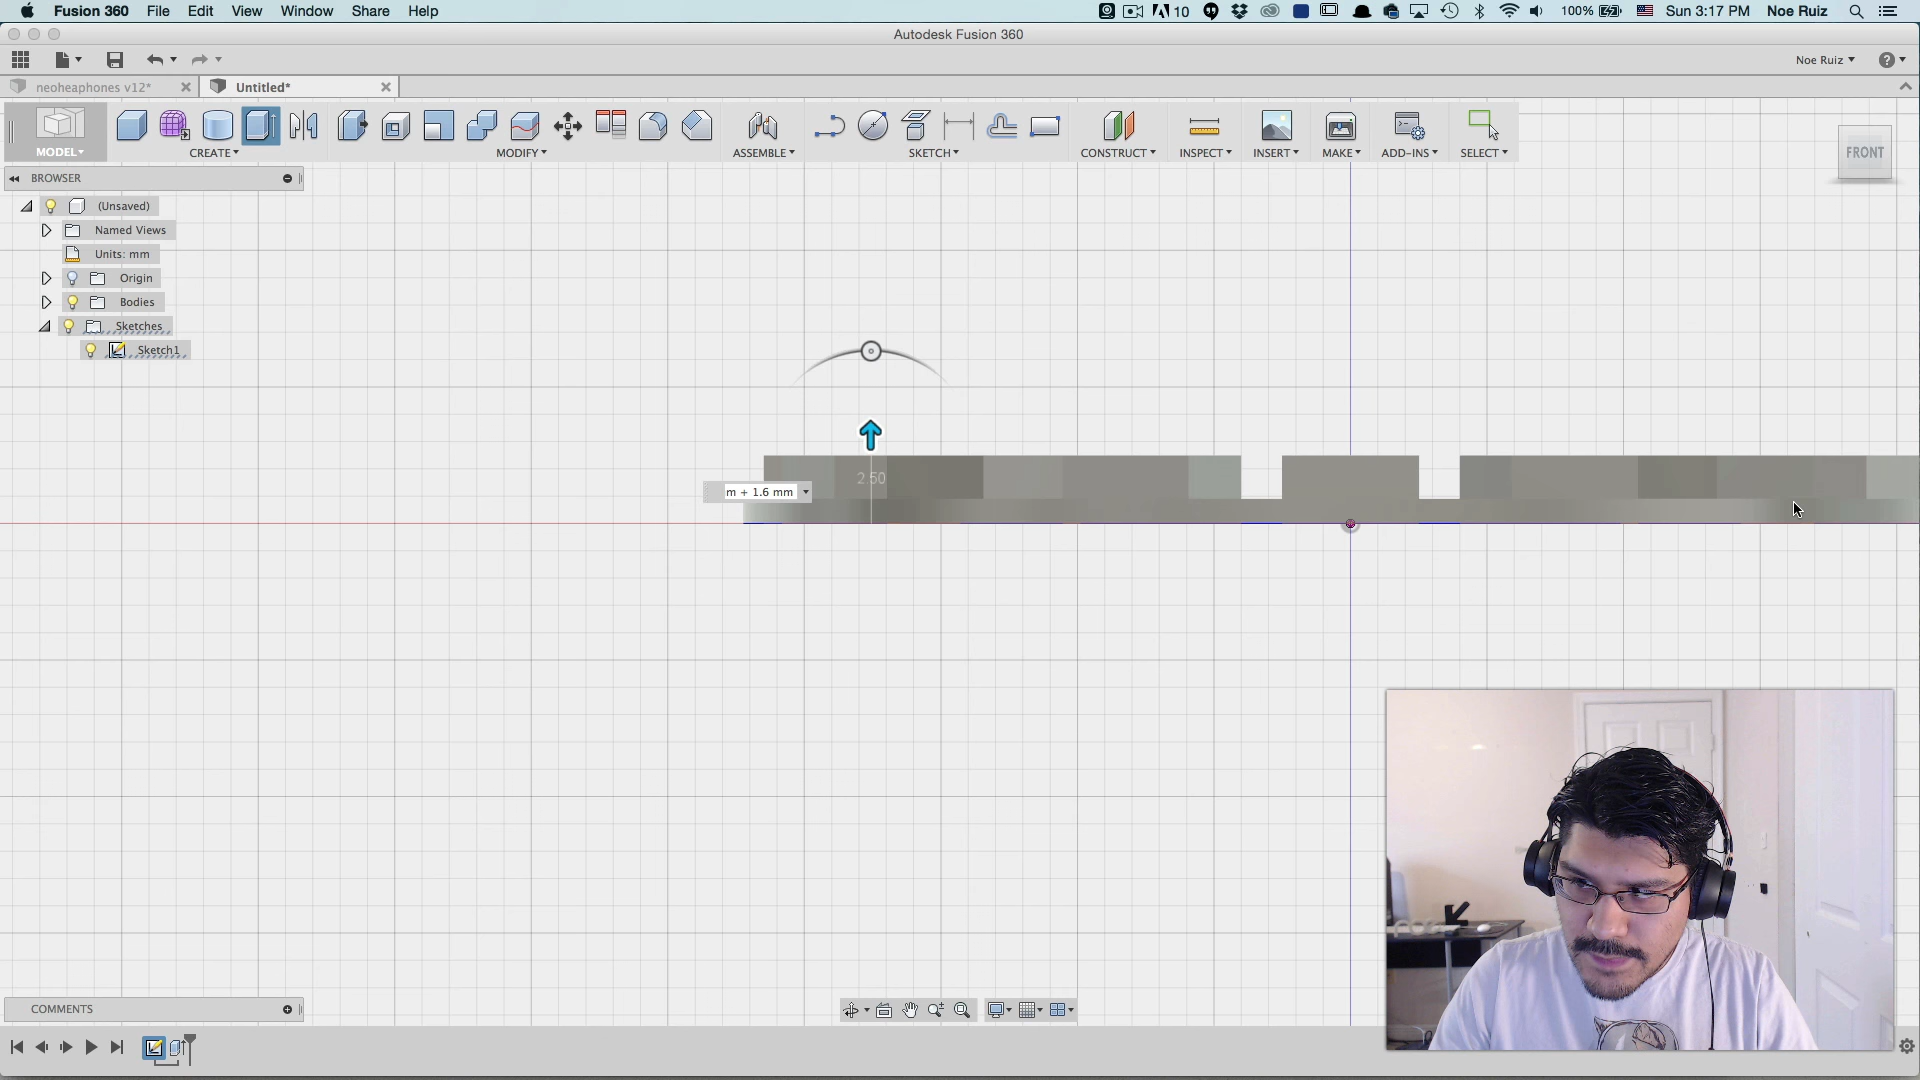 Fusion 360 File Edit View Window Share Help 10 100% Sun 3:17 PM Noe Ruiz
Autodesk Fusion 360
Noe Ruiz
neoheaphones v12*
Untitled*
MODEL
CREATE
MODIFY
ASSEMBLE
SKETCH
CONSTRUCT
INSPECT
INSERT
MAKE
ADD-INS
SELECT
FRONT
BROWSER
(Unsaved)
Named Views
Units: mm
Origin
Bodies
Sketches
Sketch1
2.50
m + 1.6 mm
COMMENTS